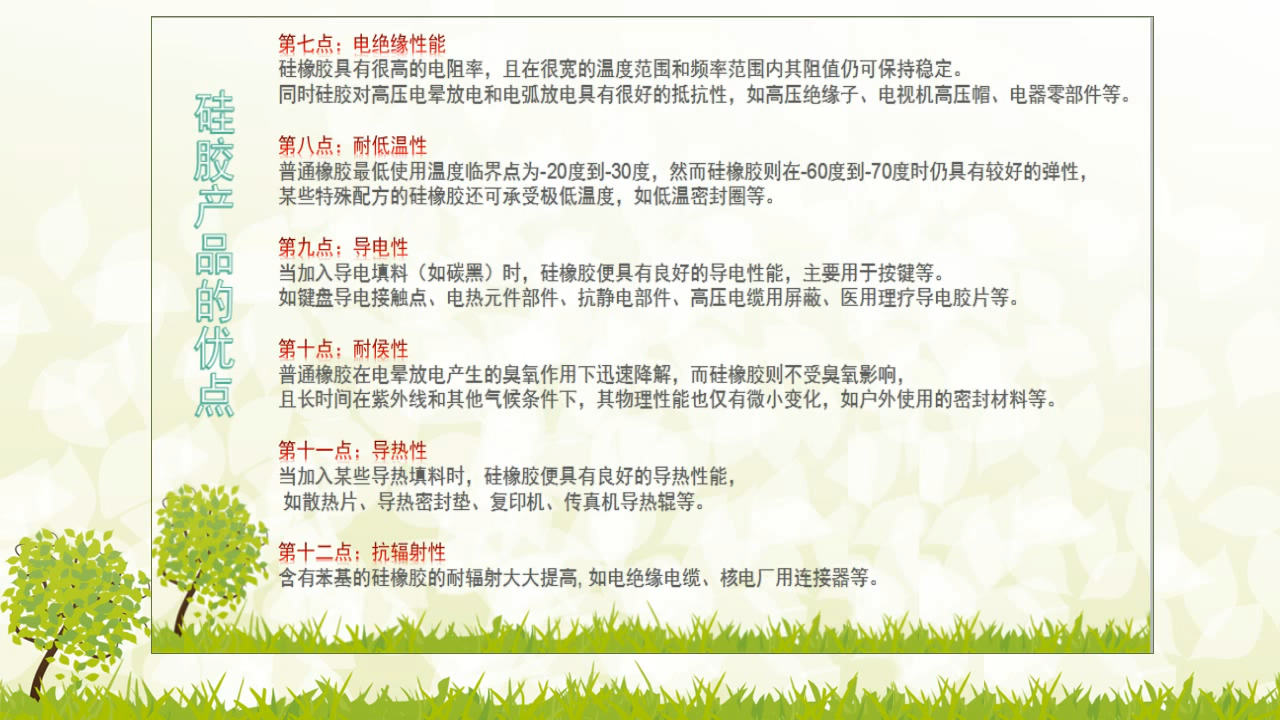 硅胶产品的优点
第七点：电绝缘性能
硅橡胶具有很高的电阻率，且在很宽的温度范围和频率范围内其阻值仍可保持稳定。
同时硅胶对高压电晕放电和电弧放电具有很好的抵抗性，如高压绝缘子、电视机高压帽、电器零部件等。
第八点：耐低温性
普通橡胶最低使用温度临界点为-20度到-30度，然而硅橡胶则在-60度到-70度时仍具有较好的弹性，
某些特殊配方的硅橡胶还可承受极低温度，如低温密封圈等。
第九点：导电性
当加入导电填料（如碳黑）时，硅橡胶便具有良好的导电性能，主要用于按键等。
如键盘导电接触点、电热元件部件、抗静电部件、高压电缆用屏蔽、医用理疗导电胶片等。
第十点：耐侯性
普通橡胶在电晕放电产生的臭氧作用下迅速降解，而硅橡胶则不受臭氧影响，
且长时间在紫外线和其他气候条件下，其物理性能也仅有微小变化，如户外使用的密封材料等。
第十一点：导热性
当加入某些导热填料时，硅橡胶便具有良好的导热性能，
如散热片、导热密封垫、复印机、传真机导热辊等。
第十二点：抗辐射性
含有苯基的硅橡胶的耐辐射大大提高, 如电绝缘电缆、核电厂用连接器等。